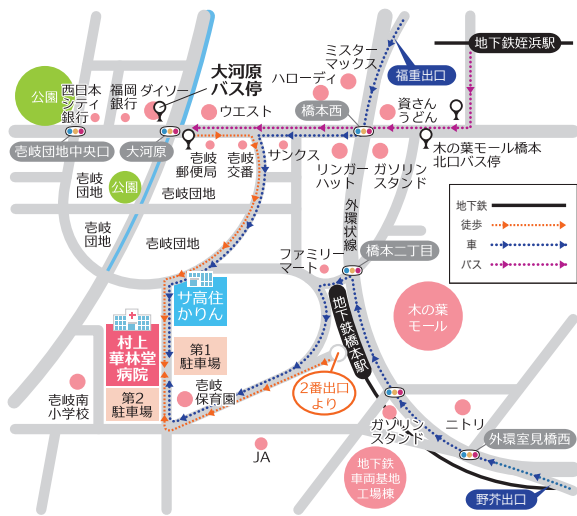 地下鉄姪浜駅
ミスター
マックス
福重出口
ハローディ
大河原
バス停
公園
西日本
シティ
銀行
福岡
銀行
ダイソー
ウエスト
橋本西
資さん
うどん
壱岐団地中央口
大河原
壱岐
郵便局
壱岐
交番
サンクス
リンガー
ハット
ガソリン
スタンド
木の葉モール橋本
北口バス停
壱岐
団地
公園
壱岐団地
外環状線
地下鉄
徒歩
車
バス
壱岐
団地
壱岐団地
ファミリー
マート
橋本二丁目
サ高住
かりん
地下鉄橋本駅
木の葉
モール
村上
華林堂
病院
第1
駐車場
第2
駐車場
壱岐
保育園
2番出口
より
壱岐南
小学校
ガソリン
スタンド
ニトリ
外環室見橋西
JA
地下鉄
車両基地
工場棟
野芥出口